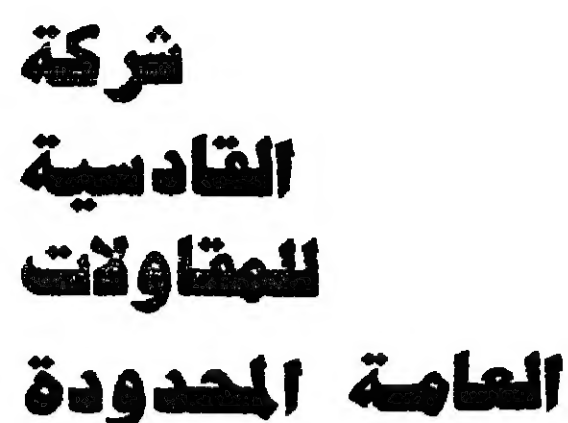 شركة
القادسية
للمقاولات
العامة المحدودة